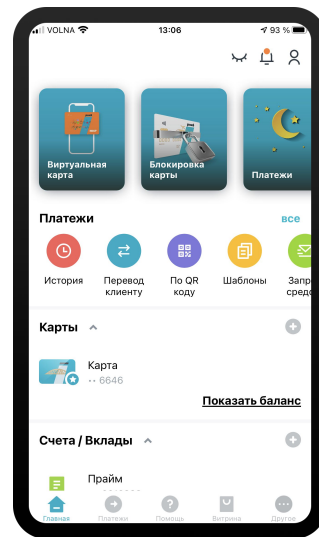 VOLNA
13:06
93 %
Виртуальная
карта
Блокировка
карты
Платежи
Платежи
все
История
Перевод
клиенту
По QR
коду
Шаблоны
Запр
сред
Карты
Карта
·· 6646
Показать баланс
Счета / Вклады
Прайм
Главная
Платежи
Помощь
Витрина
Другое